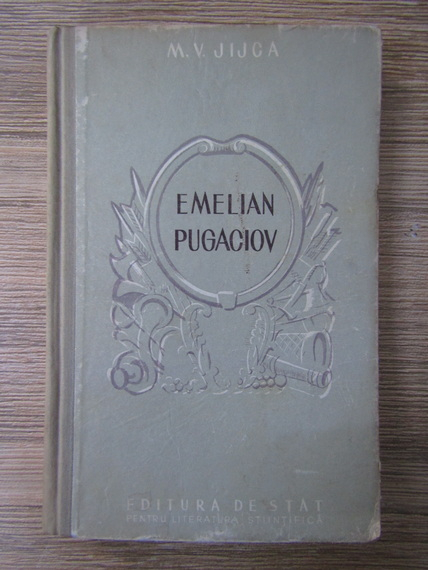 M. V. JIJCA
EMELIAN
PUGACIOV
EDITURA DE STAT
PENTRU LITERATURA ȘTIINȚIFICĂ